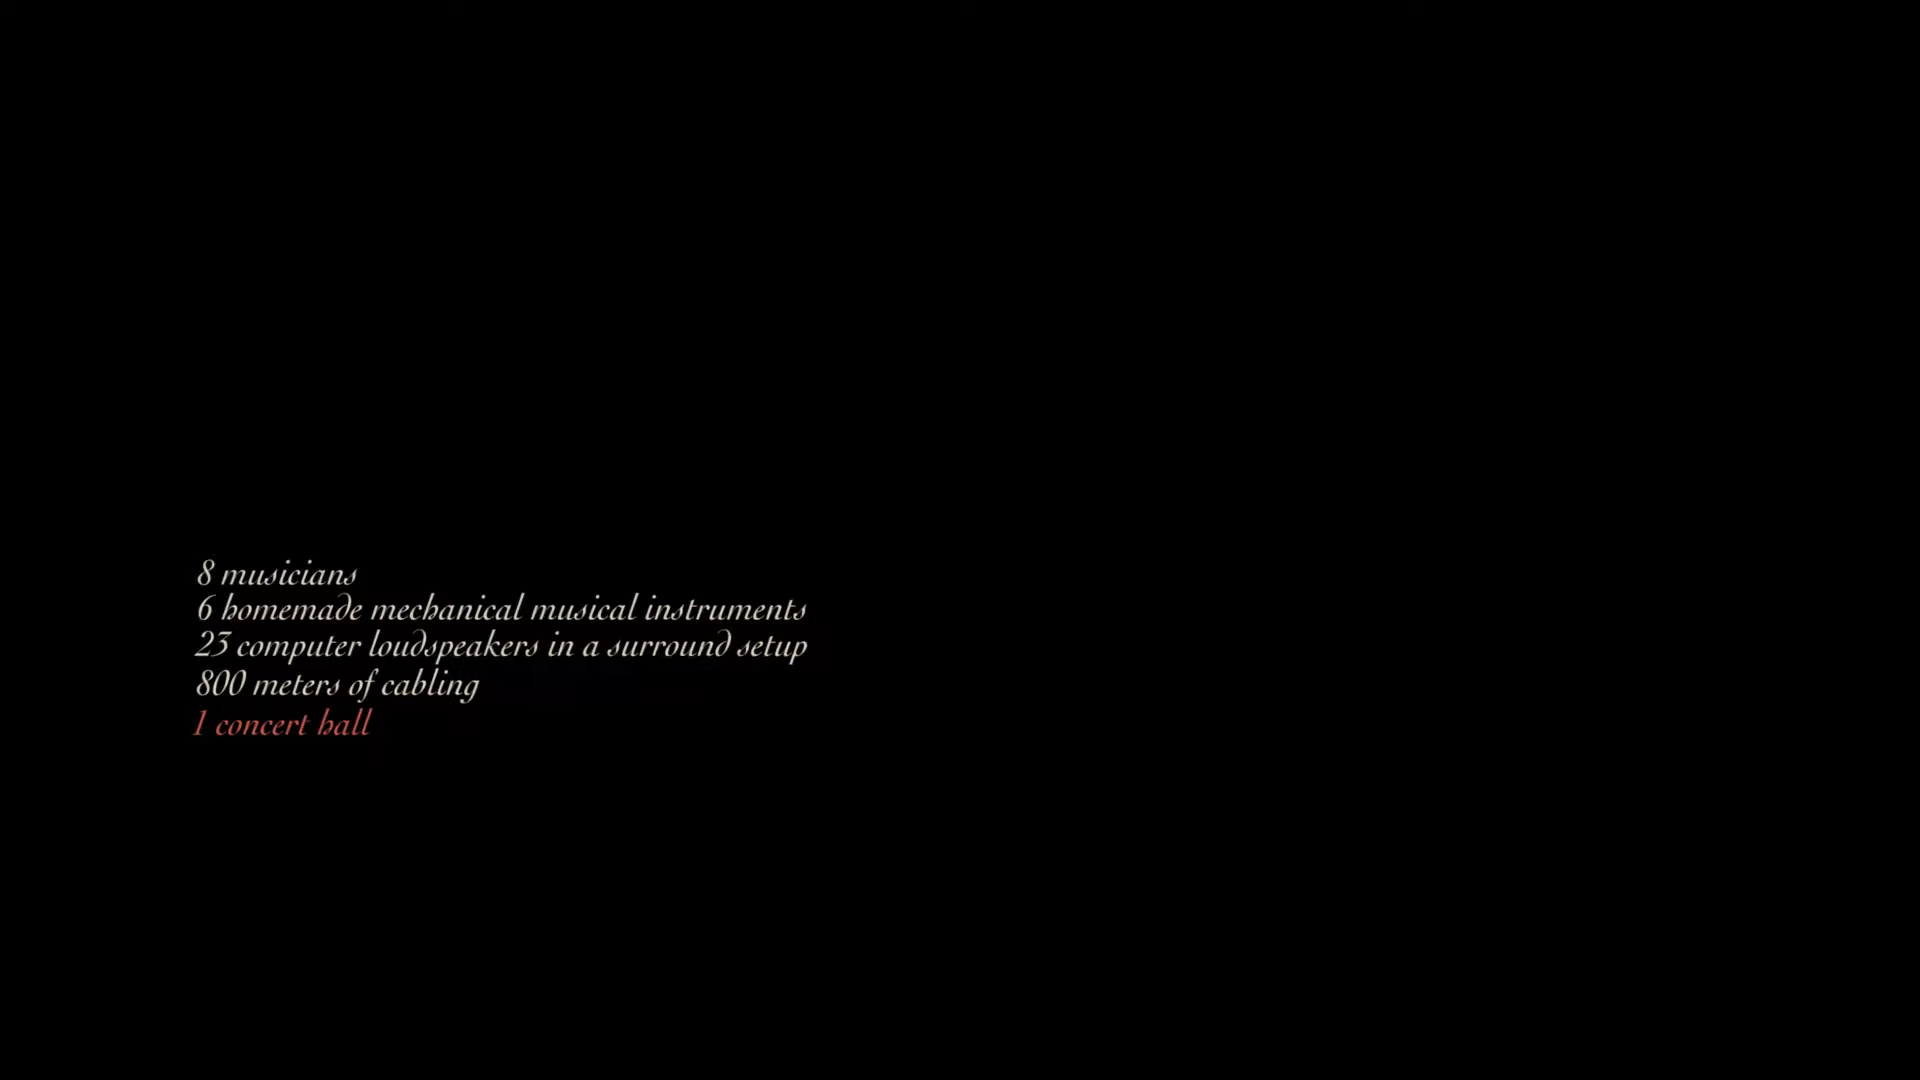 8 musicians
6 homemade mechanical musical instruments
23 computer loudspeakers in a surround setup
800 meters of cabling
1 concert hall